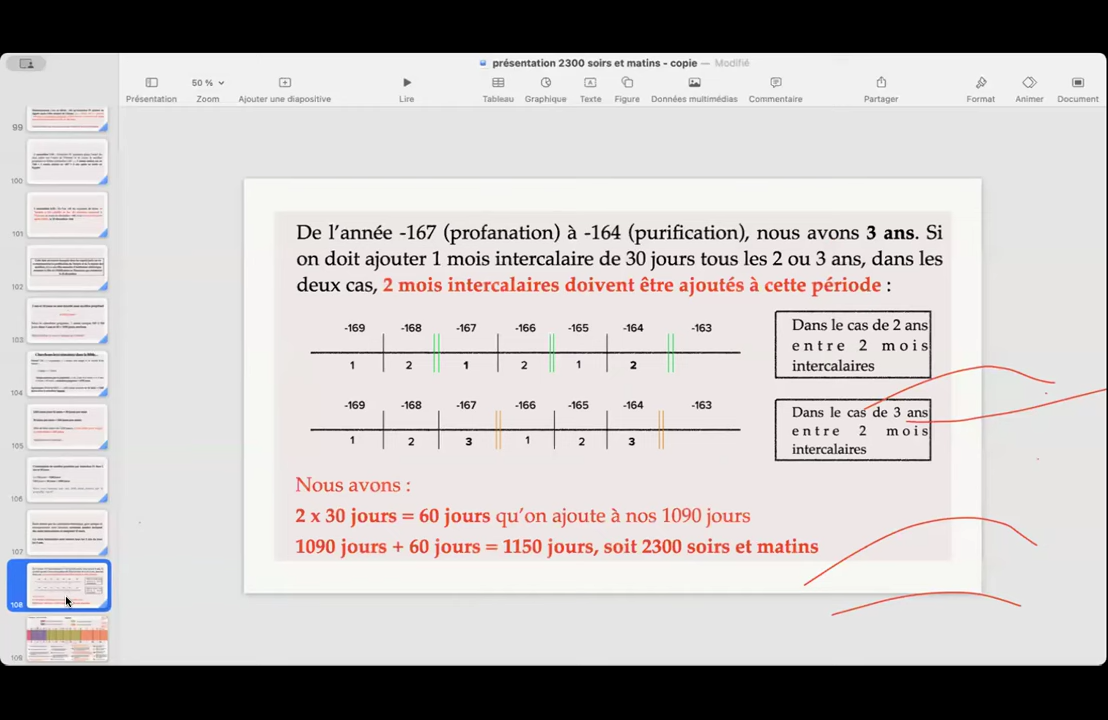 présentation 2300 soirs et matins - copie — Modifié
50 %
Présentation Zoom Ajouter une diapositive Lire Tableau Graphique Texte Figure Données multimédias Commentaire Partager Format Animer Document
99
100
101
102
103
104
105
106
107
108
109
De l'année -167 (profanation) à -164 (purification), nous avons 3 ans. Si
on doit ajouter 1 mois intercalaire de 30 jours tous les 2 ou 3 ans, dans les
deux cas, 2 mois intercalaires doivent être ajoutés à cette période :
-169 -168 -167 -166 -165 -164 -163
1 2 1 2 1 2
Dans le cas de 2 ans
entre 2 mois
intercalaires
-169 -168 -167 -166 -165 -164 -163
1 2 3 1 2 3
Dans le cas de 3 ans
entre 2 mois
intercalaires
Nous avons :
2 x 30 jours = 60 jours qu'on ajoute à nos 1090 jours
1090 jours + 60 jours = 1150 jours, soit 2300 soirs et matins